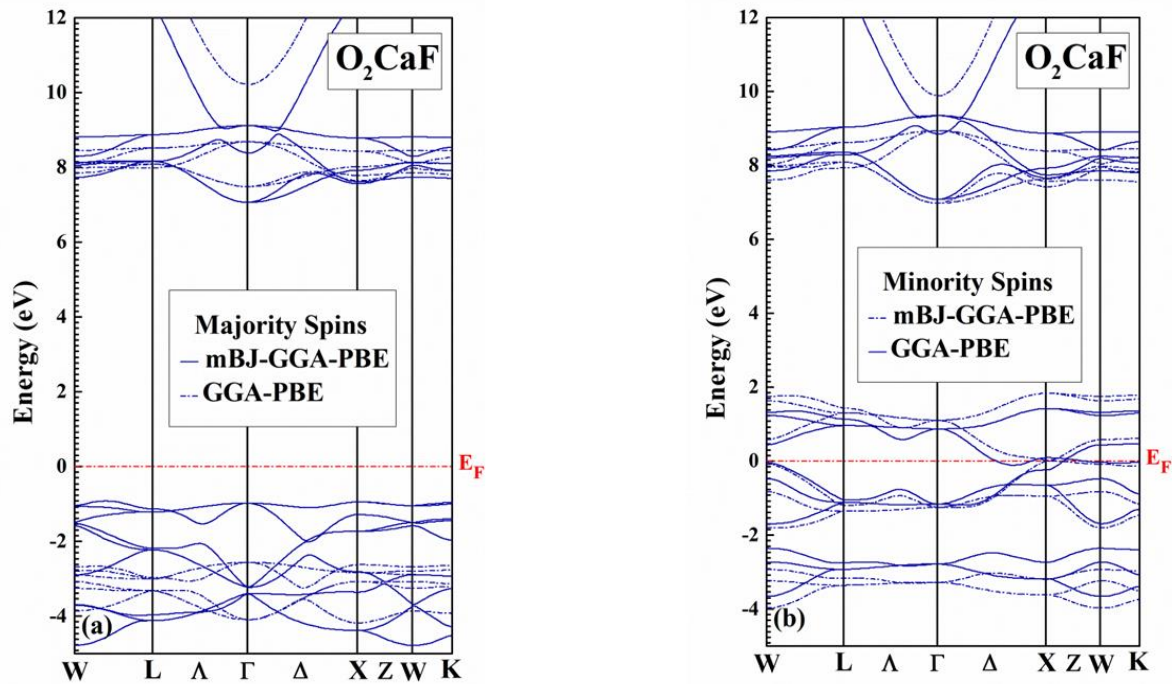 12
10
8
6
4
2
0
-2
-4
Energy (eV)
O₂CaF
Majority Spins
mBJ-GGA-PBE
GGA-PBE
E_F
(a)
W L Λ Γ Δ X Z W K
12
10
8
6
4
2
0
-2
-4
Energy (eV)
O₂CaF
Minority Spins
mBJ-GGA-PBE
GGA-PBE
E_F
(b)
W L Λ Γ Δ X Z W K